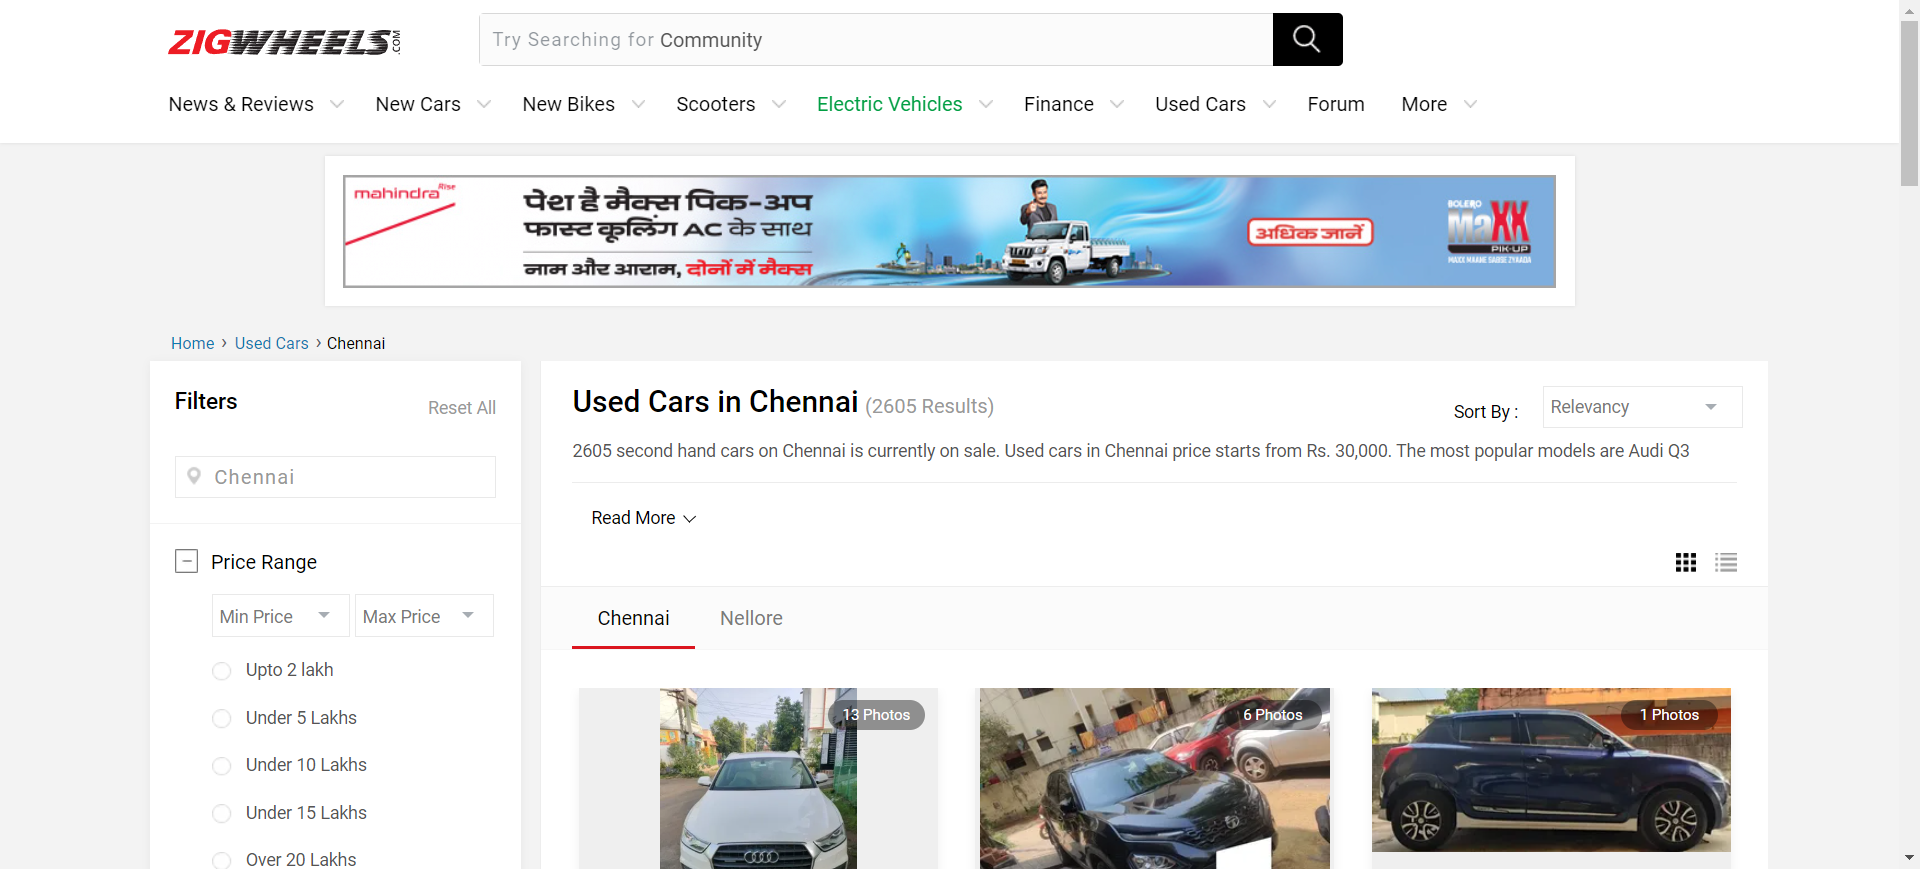 ZIGWHEELS.COM
Try Searching for Community
News & Reviews New Cars New Bikes Scooters Electric Vehicles Finance Used Cars Forum More
mahindra Rise
पेश है मैक्स पिक-अप
फास्ट कूलिंग AC के साथ
नाम और आराम, दोनों में मैक्स
अधिक जानें
BOLERO
MaXX
PIK-UP
MAXX MAANE SABSE ZYAADA
Home › Used Cars › Chennai
Filters
Reset All
Chennai
Price Range
Min Price Max Price
Upto 2 lakh
Under 5 Lakhs
Under 10 Lakhs
Under 15 Lakhs
Over 20 Lakhs
Used Cars in Chennai (2605 Results)
Sort By : Relevancy
2605 second hand cars on Chennai is currently on sale. Used cars in Chennai price starts from Rs. 30,000. The most popular models are Audi Q3
Read More
Chennai Nellore
13 Photos
6 Photos
1 Photos